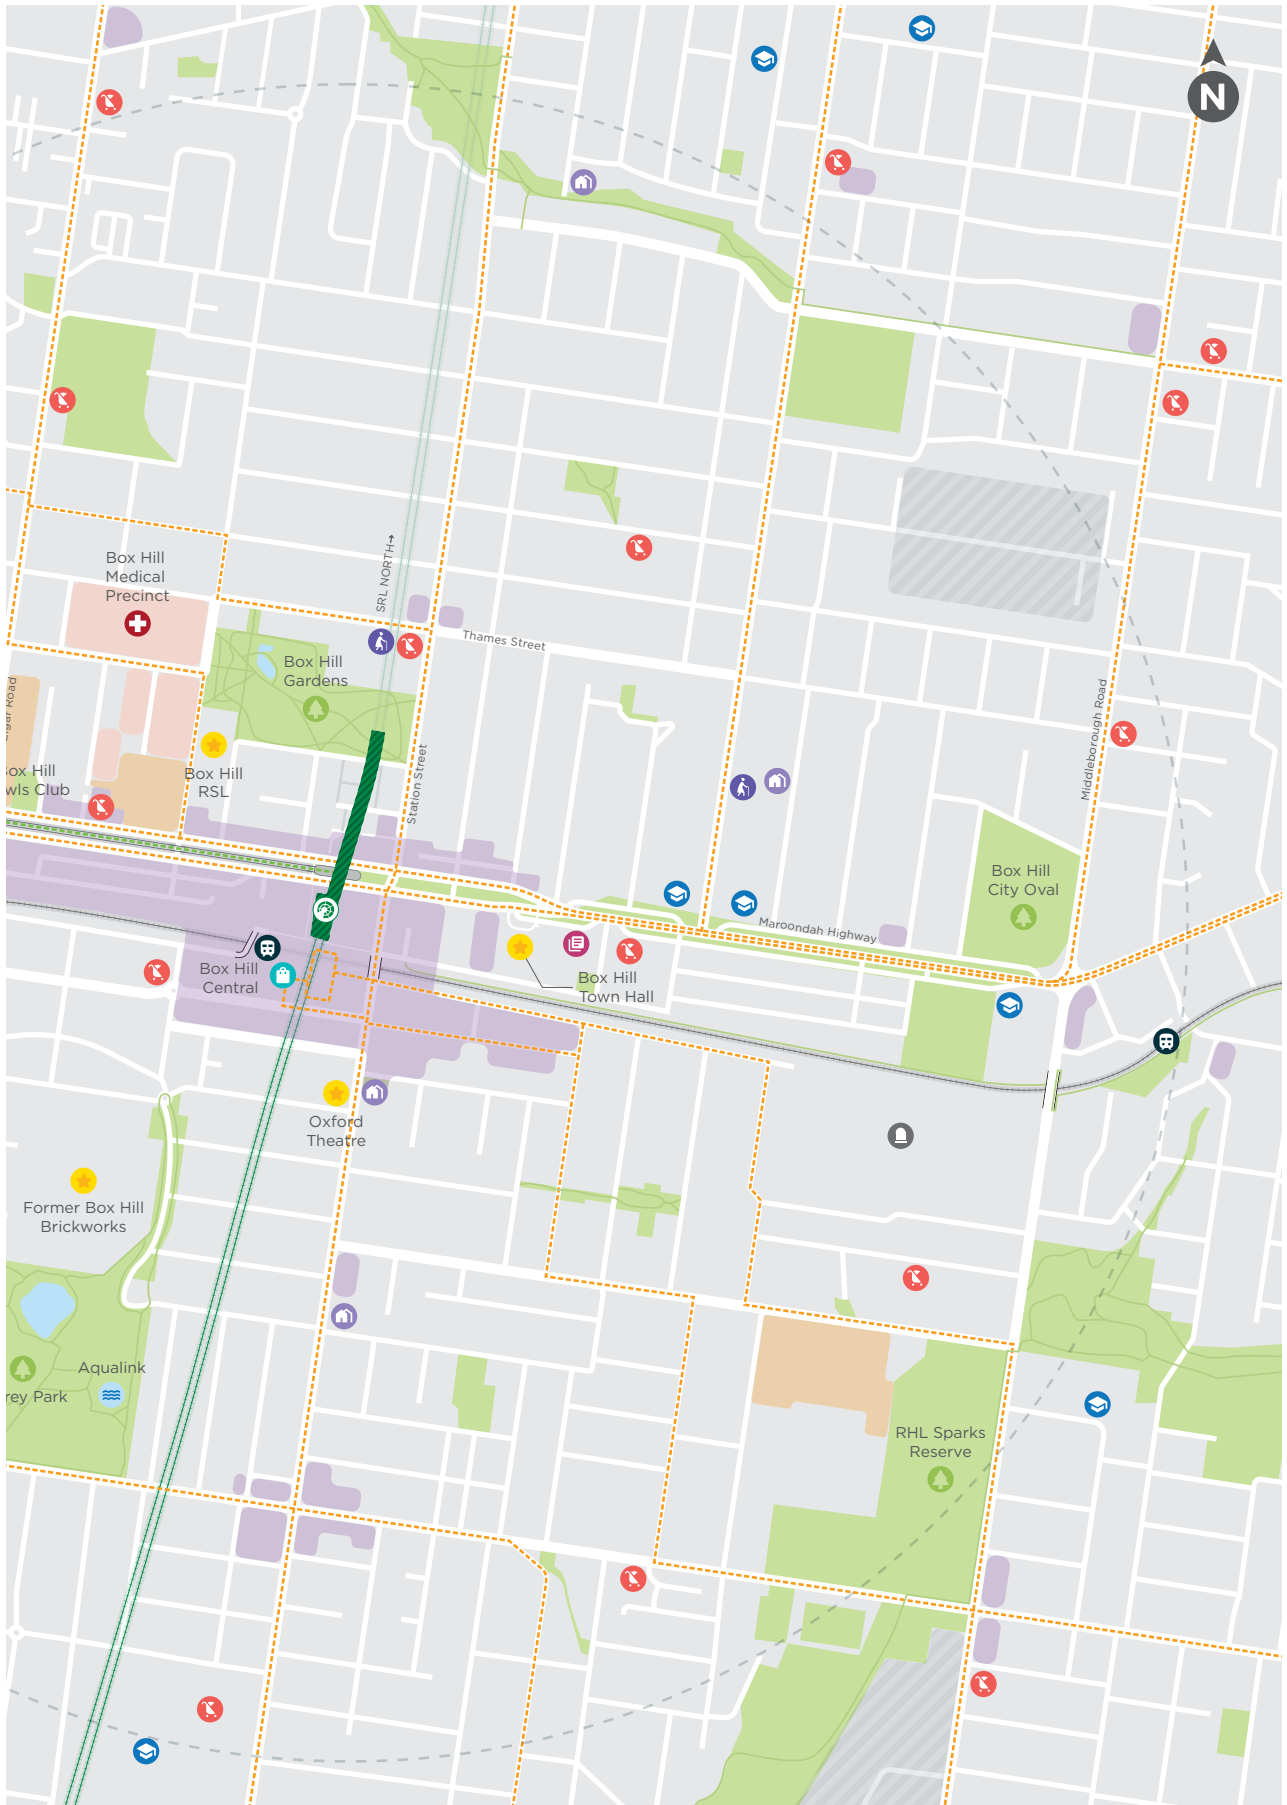 N
SRL NORTH→
Box Hill
Medical
Precinct
Thames Street
Box Hill
Gardens
Middleborough Road
Station Street
Box Hill
RSL
Box Hill
City Oval
Maroondah Highway
Box Hill
Central
Box Hill
Town Hall
Oxford
Theatre
Former Box Hill
Brickworks
Aqualink
rey Park
RHL Sparks
Reserve
ox Hill
wls Club
Road